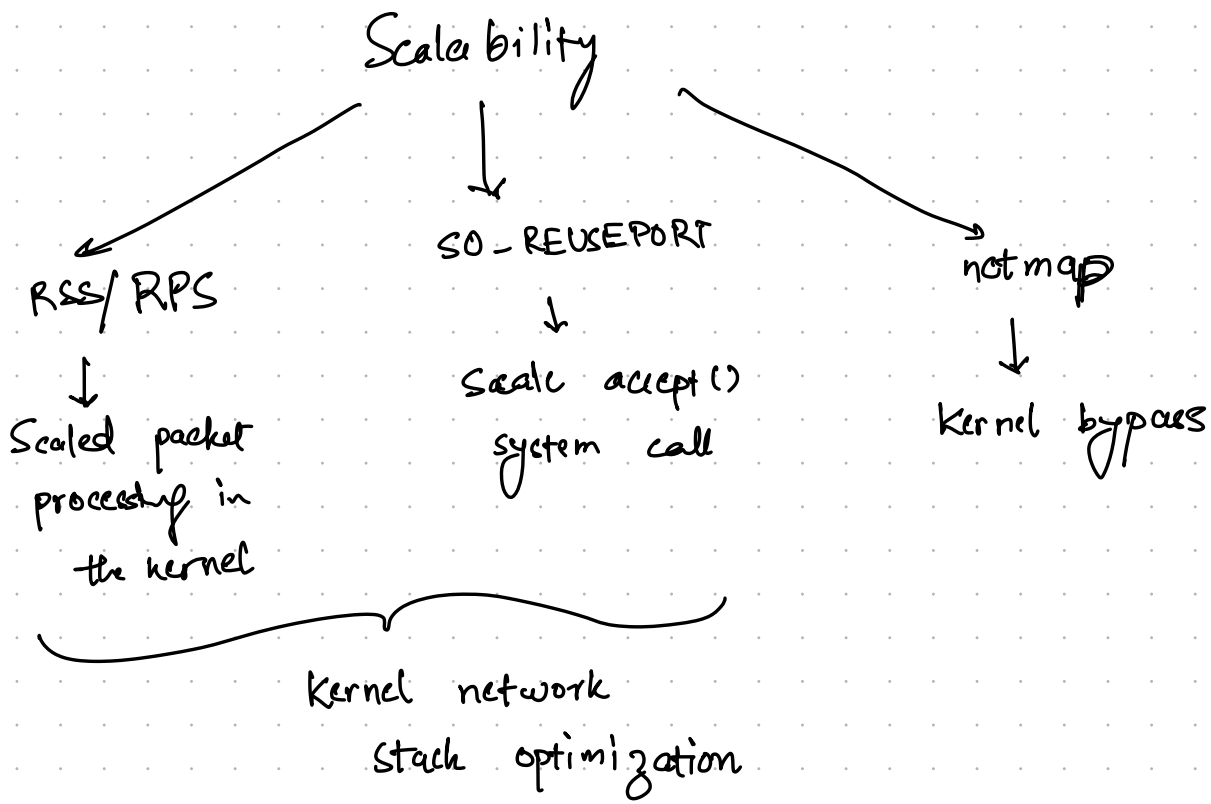 Scalability
RSS/RPS
SO_REUSEPORT
netmap
Scaled packet
processing in
the kernel
Scale accept()
system call
Kernel bypass
Kernel network
stack optimization